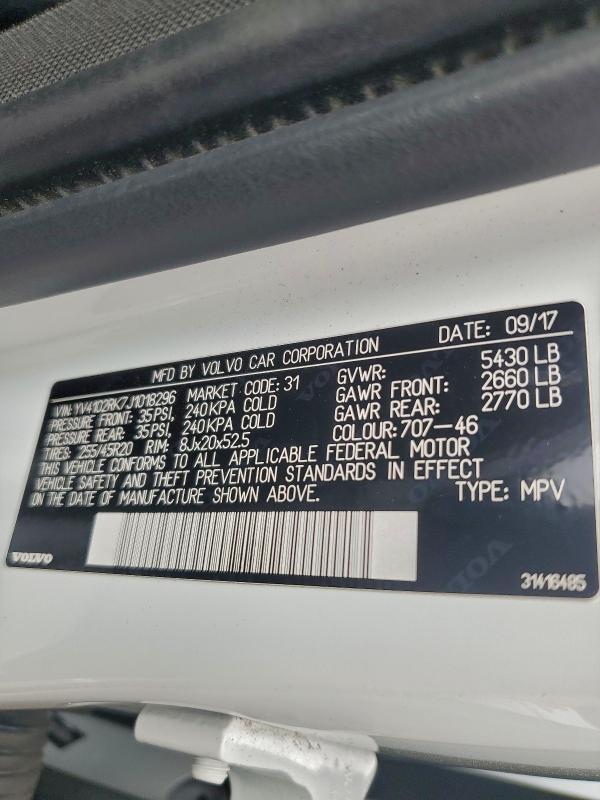 MFD BY VOLVO CAR CORPORATION DATE: 09/17
VIN: YV4102RK7J1018296 MARKET CODE: 31 GVWR: 5430 LB
PRESSURE FRONT: 35PSI, 240KPA COLD GAWR FRONT: 2660 LB
PRESSURE REAR: 35PSI, 240KPA COLD GAWR REAR: 2770 LB
TIRES: 255/45R20 RIM: 8Jx20x52.5 COLOUR: 707-46
THIS VEHICLE CONFORMS TO ALL APPLICABLE FEDERAL MOTOR
VEHICLE SAFETY AND THEFT PREVENTION STANDARDS IN EFFECT
ON THE DATE OF MANUFACTURE SHOWN ABOVE. TYPE: MPV
VOLVO 31416485